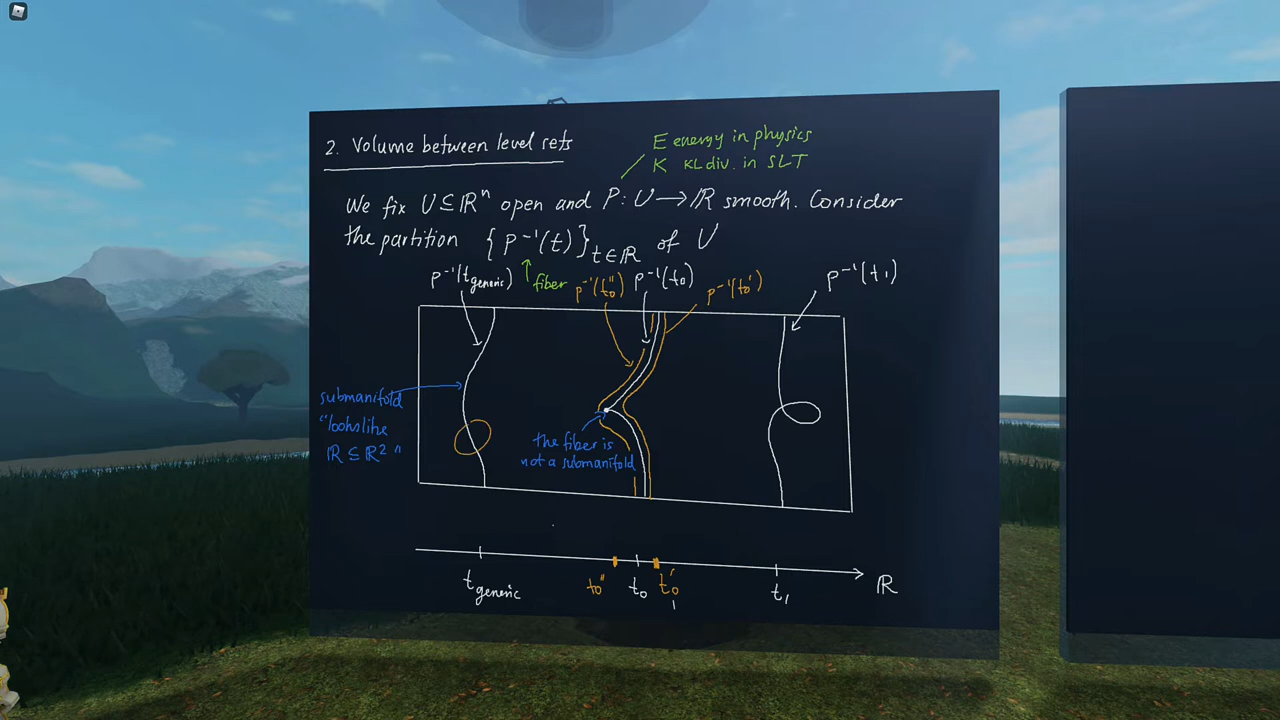 2. Volume between level sets
E energy in physics
K KL div. in SLT
We fix U ⊆ ℝⁿ open and P : U → ℝ smooth. Consider
the partition {P⁻¹(t)}_{t∈ℝ} of U
P⁻¹(t_generic)
fiber
P⁻¹(t₀'')
P⁻¹(t₀)
P⁻¹(t₀')
P⁻¹(t₁)
submanifold
"looks like
ℝ ⊆ ℝ²"
the fiber is
not a submanifold
t_generic
t₀''
t₀
t₀'
t₁
ℝ